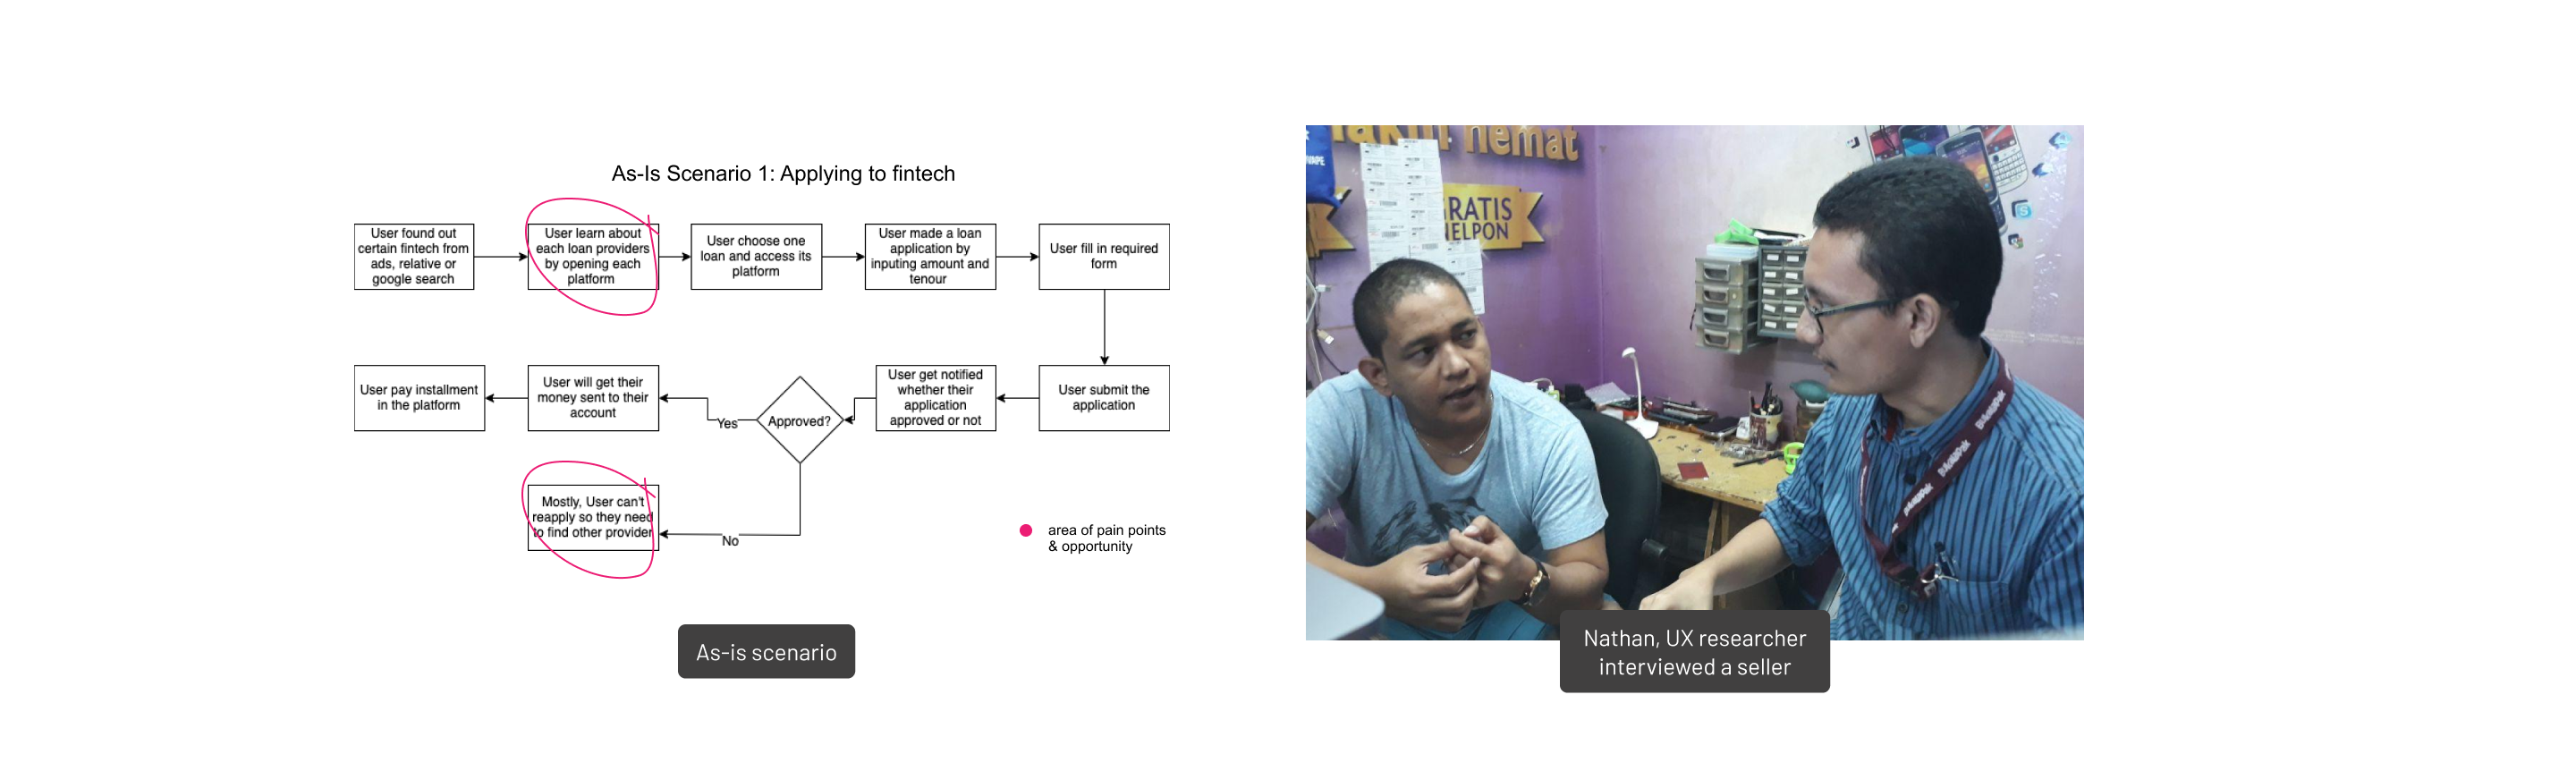 As-Is Scenario 1: Applying to fintech
User found out
certain fintech from
ads, relative or
google search
User learn about
each loan providers
by opening each
platform
User choose one
loan and access its
platform
User made a loan
application by
inputing amount and
tenour
User fill in required
form
User submit the
application
User get notified
whether their
application
approved or not
Approved?
Yes
User will get their
money sent to their
account
User pay installment
in the platform
No
Mostly, User can't
reapply so they need
to find other provider
area of pain points
& opportunity
As-is scenario
hemat
RATIS
ELPON
BukaLapak
BukaLapak
Nathan, UX researcher
interviewed a seller